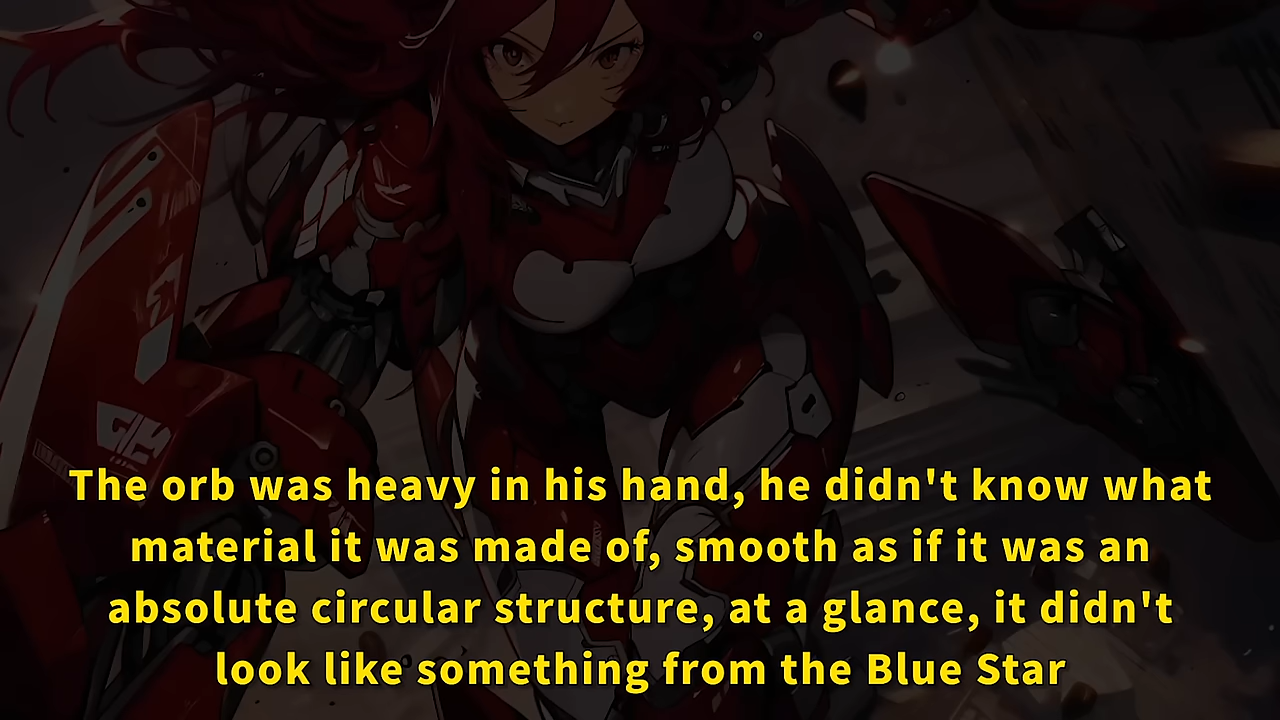 The orb was heavy in his hand, he didn't know what
material it was made of, smooth as if it was an
absolute circular structure, at a glance, it didn't
look like something from the Blue Star